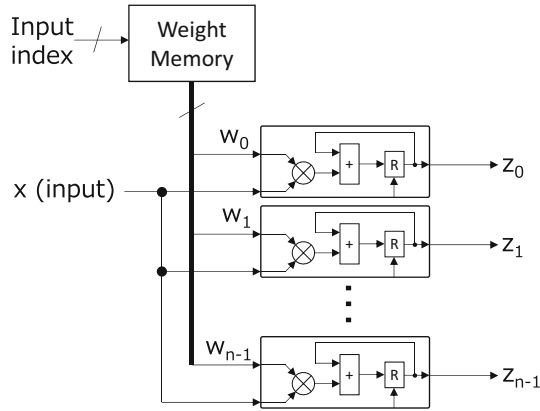 Input index
Weight Memory
w₀
+
R
z₀
x (input)
w₁
+
R
z₁
wₙ₋₁
+
R
zₙ₋₁